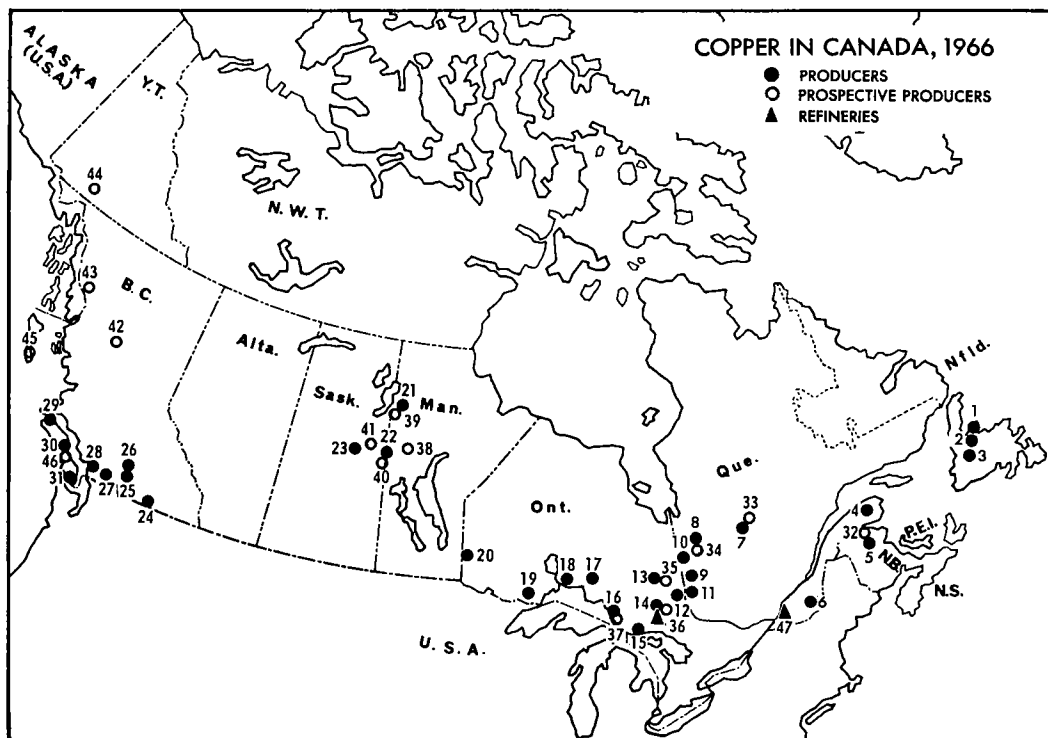 COPPER IN CANADA, 1966
PRODUCERS
PROSPECTIVE PRODUCERS
REFINERIES
ALASKA
(U.S.A)
Y.T.
N.W.T.
B.C.
Alta.
Sask.
Man.
Ont.
Que.
Nfld.
P.E.I.
N.B.
N.S.
U.S.A.
44
43
42
45
29
30
46
31
28
27
26
25
24
21
39
41
22
38
23
40
20
19
18
17
16
37
15
13
35
14
12
36
8
34
10
9
11
33
7
4
32
5
6
47
1
2
3